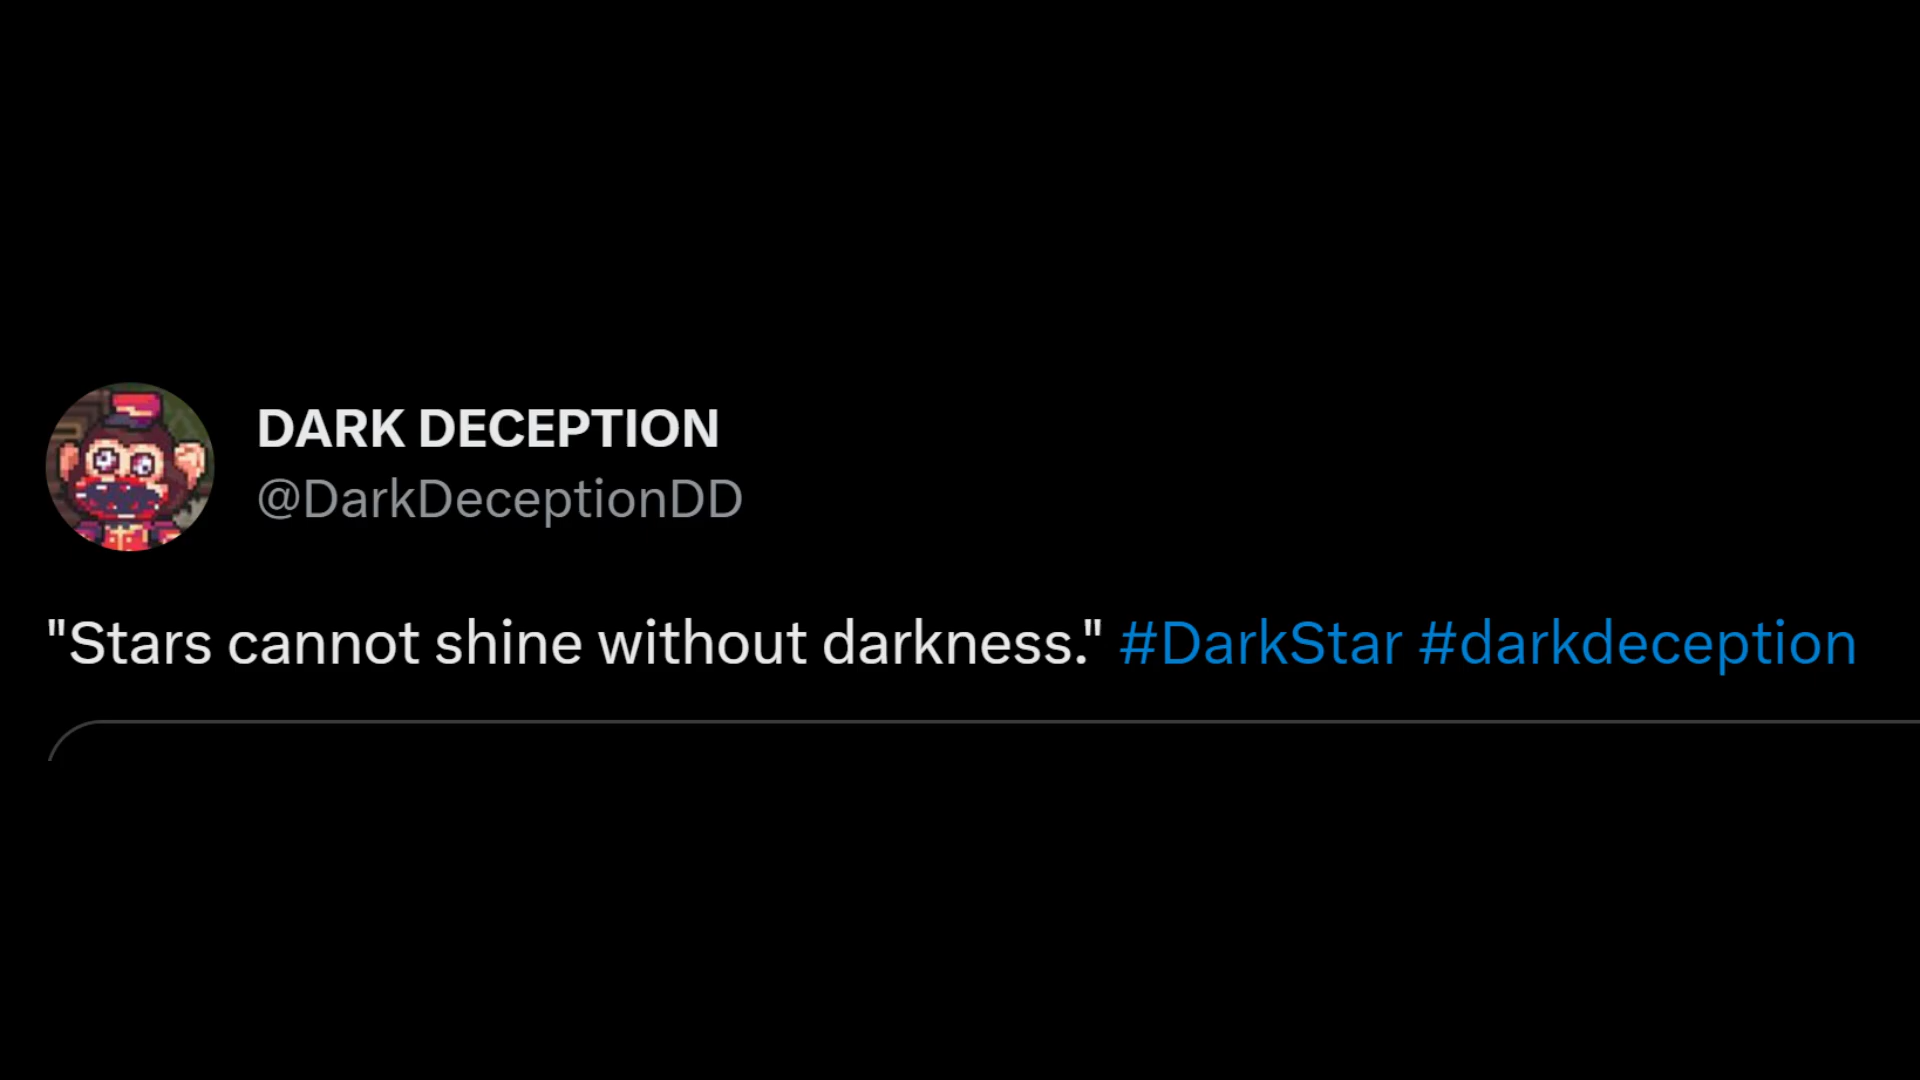 DARK DECEPTION
@DarkDeceptionDD
"Stars cannot shine without darkness." #DarkStar #darkdeception